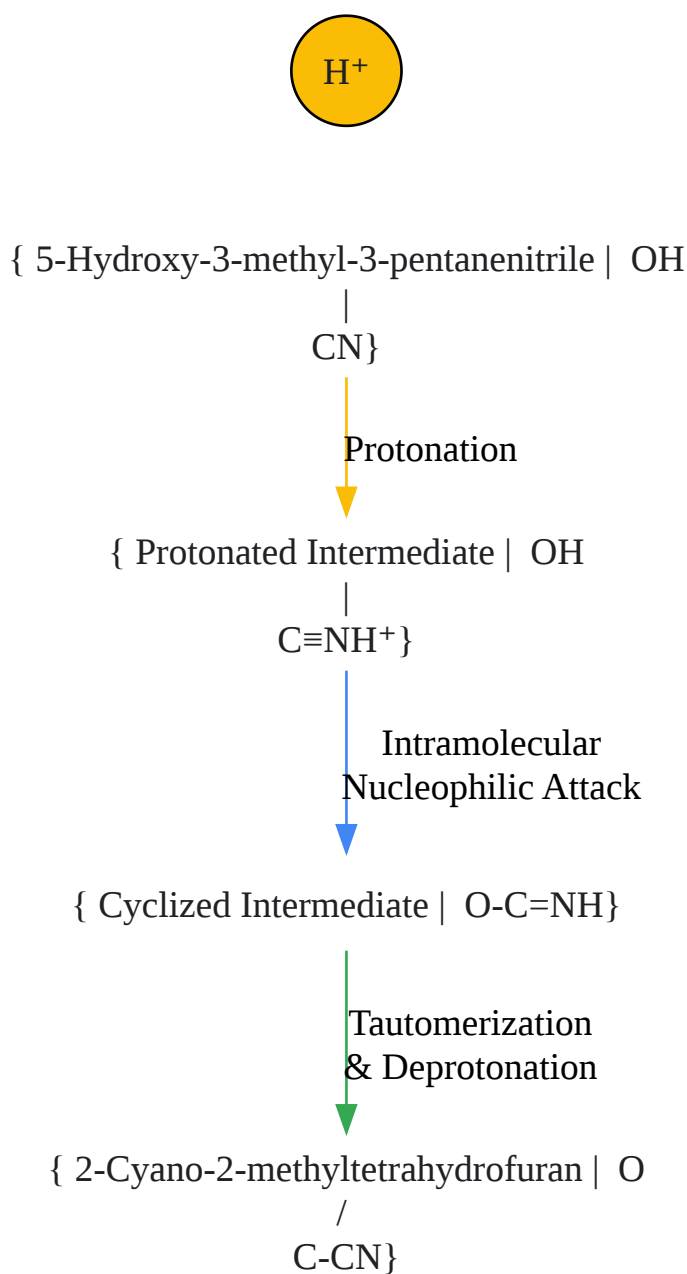 H⁺
{ 5-Hydroxy-3-methyl-3-pentanenitrile | OH
|
CN}
Protonation
{ Protonated Intermediate | OH
|
C≡NH⁺}
Intramolecular
Nucleophilic Attack
{ Cyclized Intermediate | O-C=NH}
Tautomerization
& Deprotonation
{ 2-Cyano-2-methyltetrahydrofuran | O
/
C-CN}